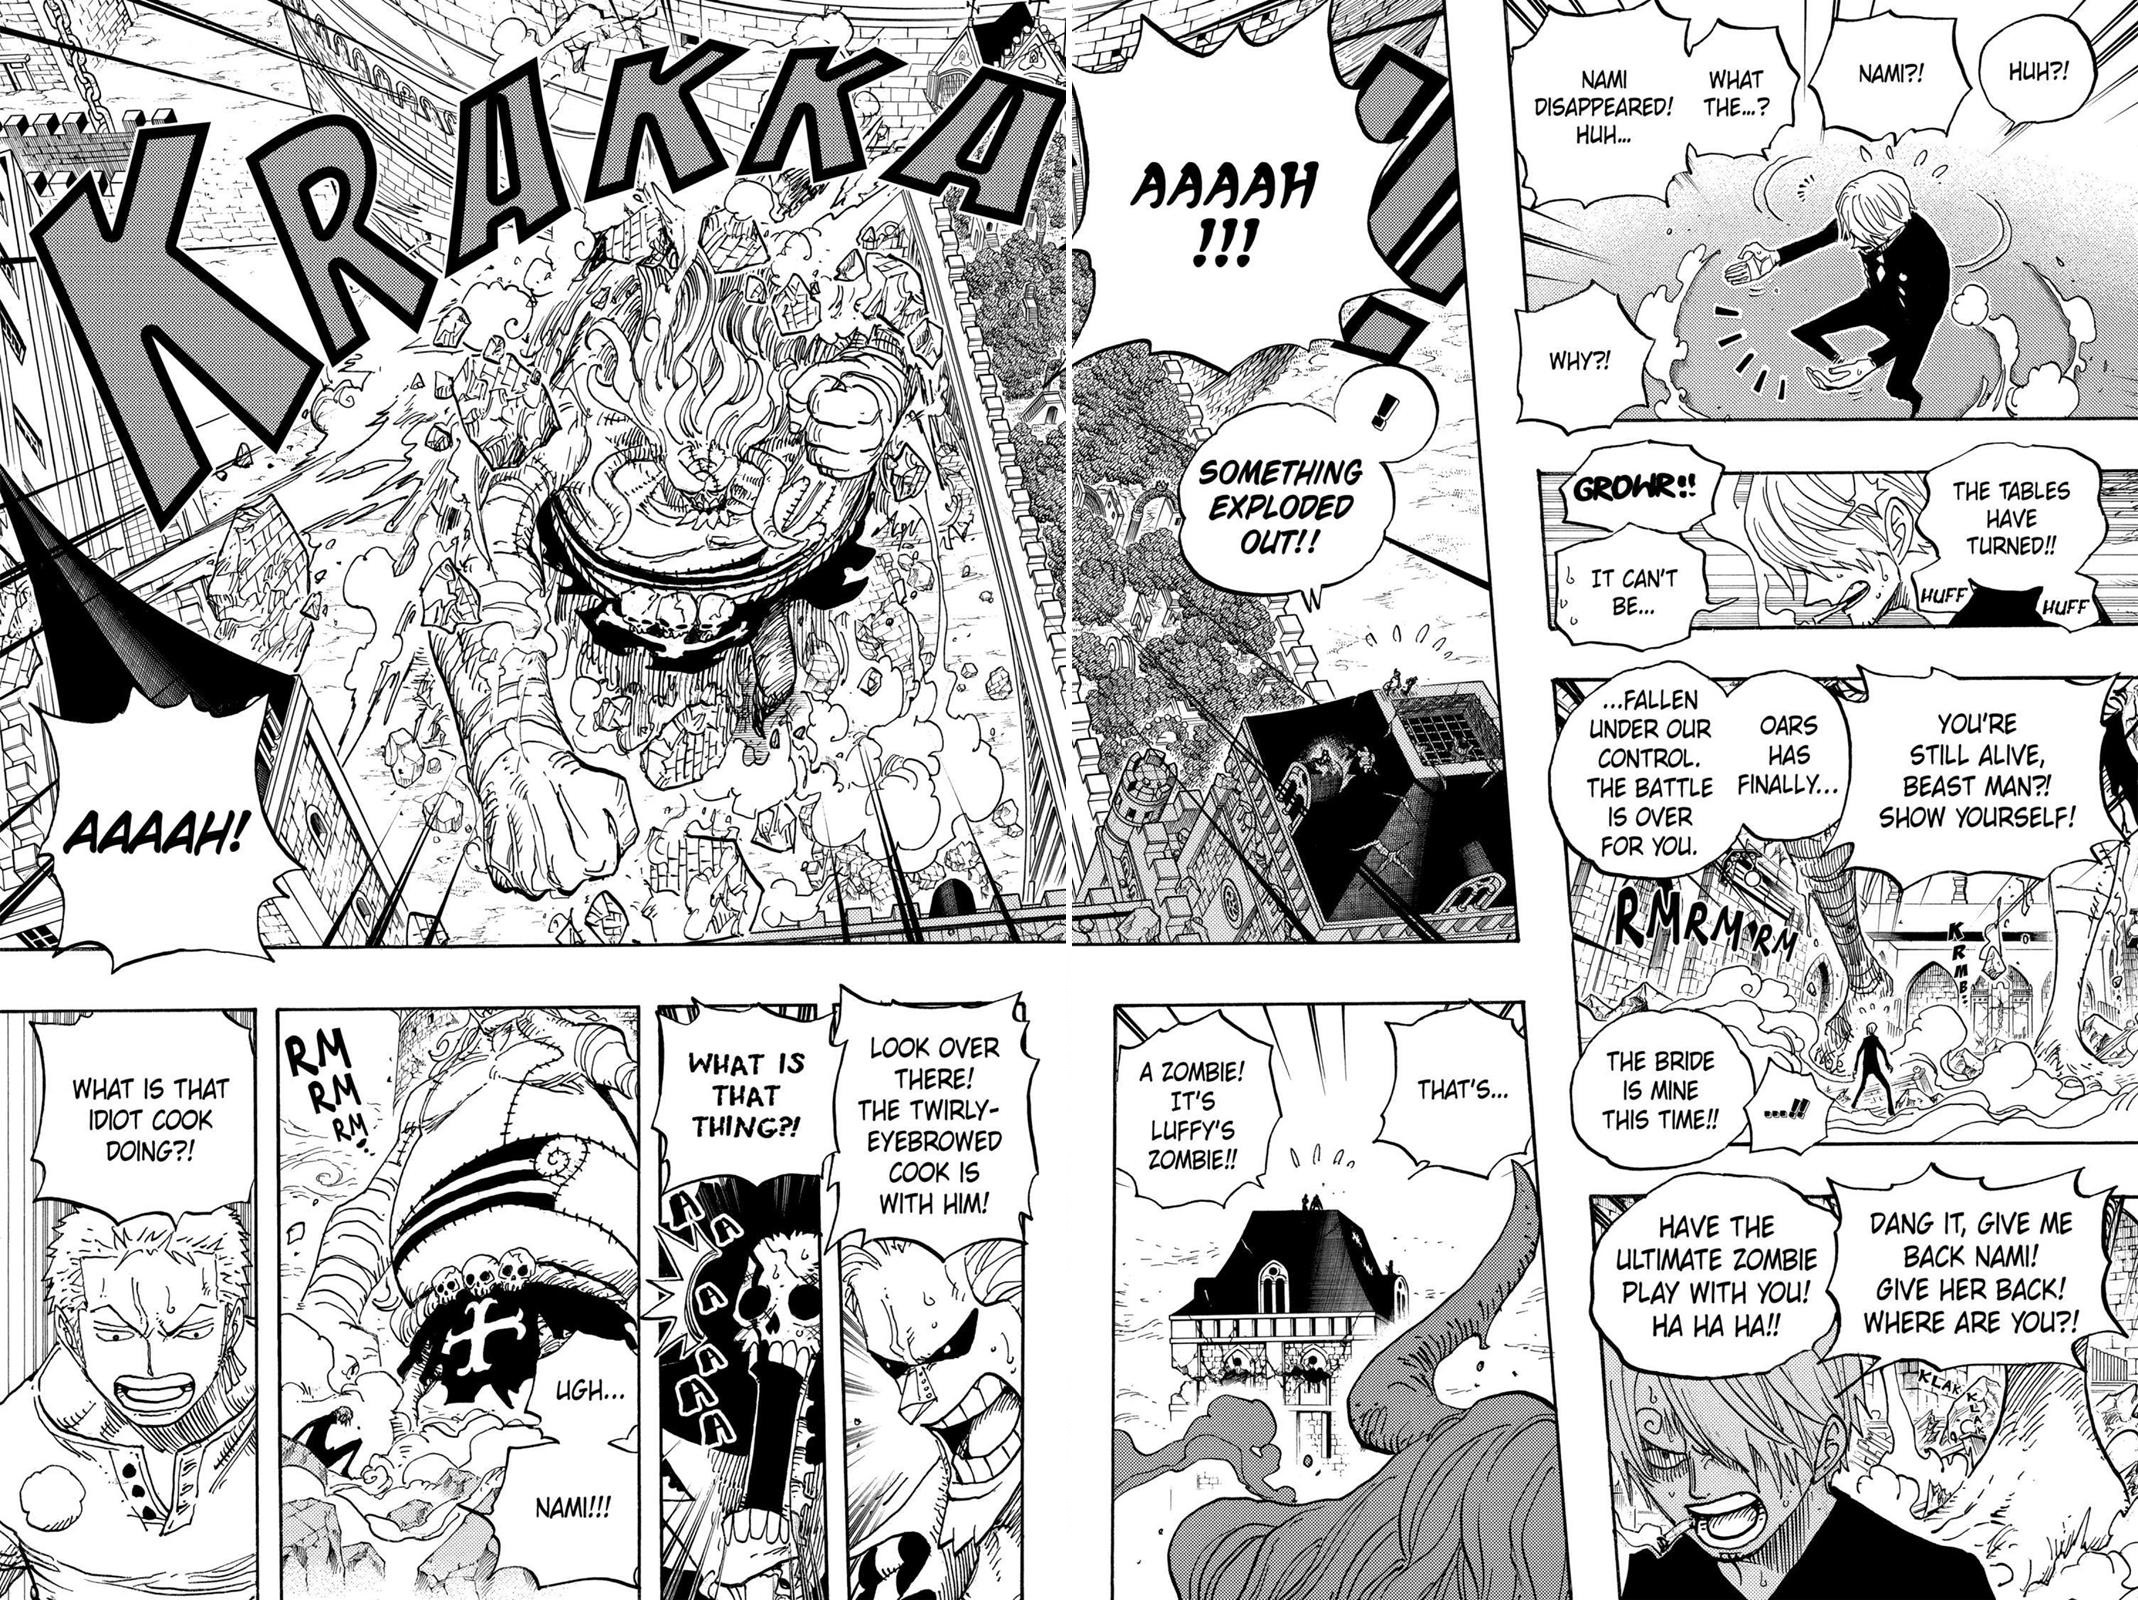 HUH?!
NAMI?!
WHAT
THE...?
NAMI
DISAPPEARED!
HUH...
WHY?!
THE TABLES
HAVE
TURNED!!
HUFF
HUFF
GROWR!!
IT CAN'T
BE...
YOU'RE
STILL ALIVE,
BEAST MAN?!
SHOW YOURSELF!
OARS
HAS
FINALLY...
...FALLEN
UNDER OUR
CONTROL.
THE BATTLE
IS OVER
FOR YOU.
RMRMRM
KRMB...
THE BRIDE
IS MINE
THIS TIME!!
...!!
DANG IT, GIVE ME
BACK NAMI!
GIVE HER BACK!
WHERE ARE YOU?!
HAVE THE
ULTIMATE ZOMBIE
PLAY WITH YOU!
HA HA HA!!
KLAK KLAK
AAAAH
!!!
!
SOMETHING
EXPLODED
OUT!!
KRAKKA
AAAAH!
THAT'S...
A ZOMBIE!
IT'S
LUFFY'S
ZOMBIE!!
LOOK OVER
THERE!
THE TWIRLY-
EYEBROWED
COOK IS
WITH HIM!
WHAT IS
THAT
THING?!
AAAAAA
RM
RM
RM
UGH...
NAMI!!!
WHAT IS THAT
IDIOT COOK
DOING?!